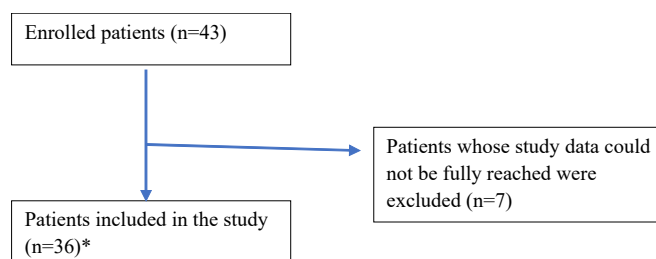 Enrolled patients (n=43)
Patients whose study data could
not be fully reached were
excluded (n=7)
Patients included in the study
(n=36)*